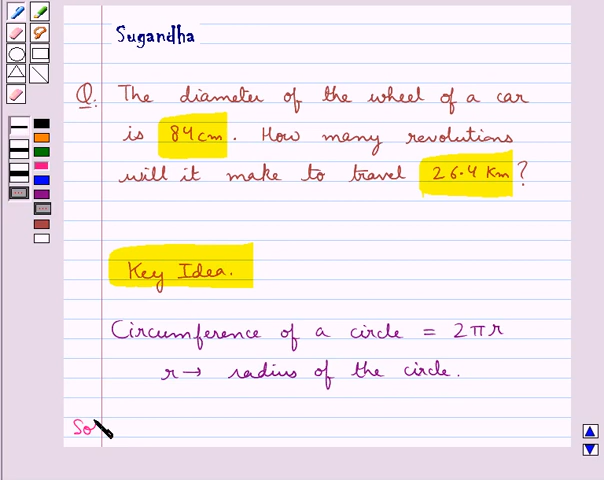 Sugandha
Q. The diameter of the wheel of a car
is 84 cm. How many revolutions
will it make to travel 26.4 Km?
Key Idea.
Circumference of a circle = 2πr
r → radius of the circle.
So